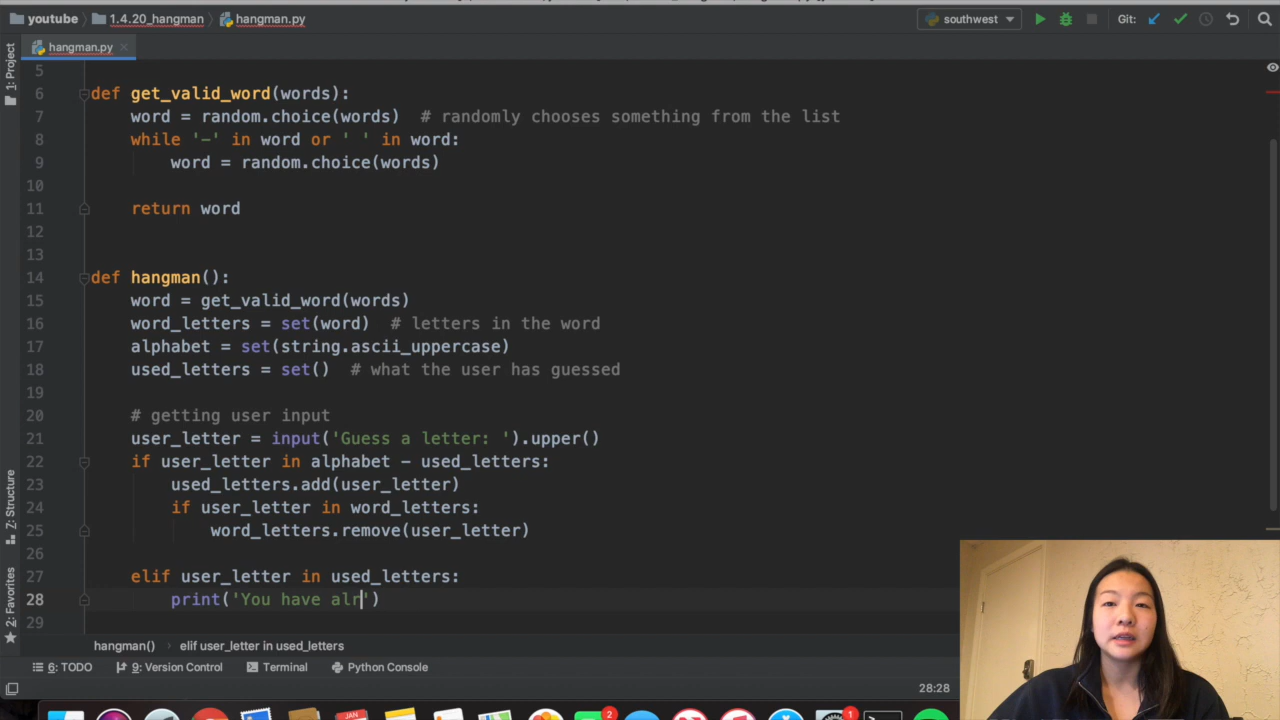 youtube 1.4.20_hangman hangman.py southwest Git:
hangman.py
1: Project
5
6 def get_valid_word(words):
7 word = random.choice(words)  # randomly chooses something from the list
8 while '-' in word or ' ' in word:
9 word = random.choice(words)
10
11 return word
12
13
14 def hangman():
15 word = get_valid_word(words)
16 word_letters = set(word)  # letters in the word
17 alphabet = set(string.ascii_uppercase)
18 used_letters = set()  # what the user has guessed
19
20 # getting user input
21 user_letter = input('Guess a letter: ').upper()
22 if user_letter in alphabet - used_letters:
23 used_letters.add(user_letter)
24 if user_letter in word_letters:
25 word_letters.remove(user_letter)
26
27 elif user_letter in used_letters:
28 print('You have alr')
29
Z: Structure
2: Favorites
hangman() elif user_letter in used_letters
6: TODO 9: Version Control Terminal Python Console
28:28
JAN 2 1